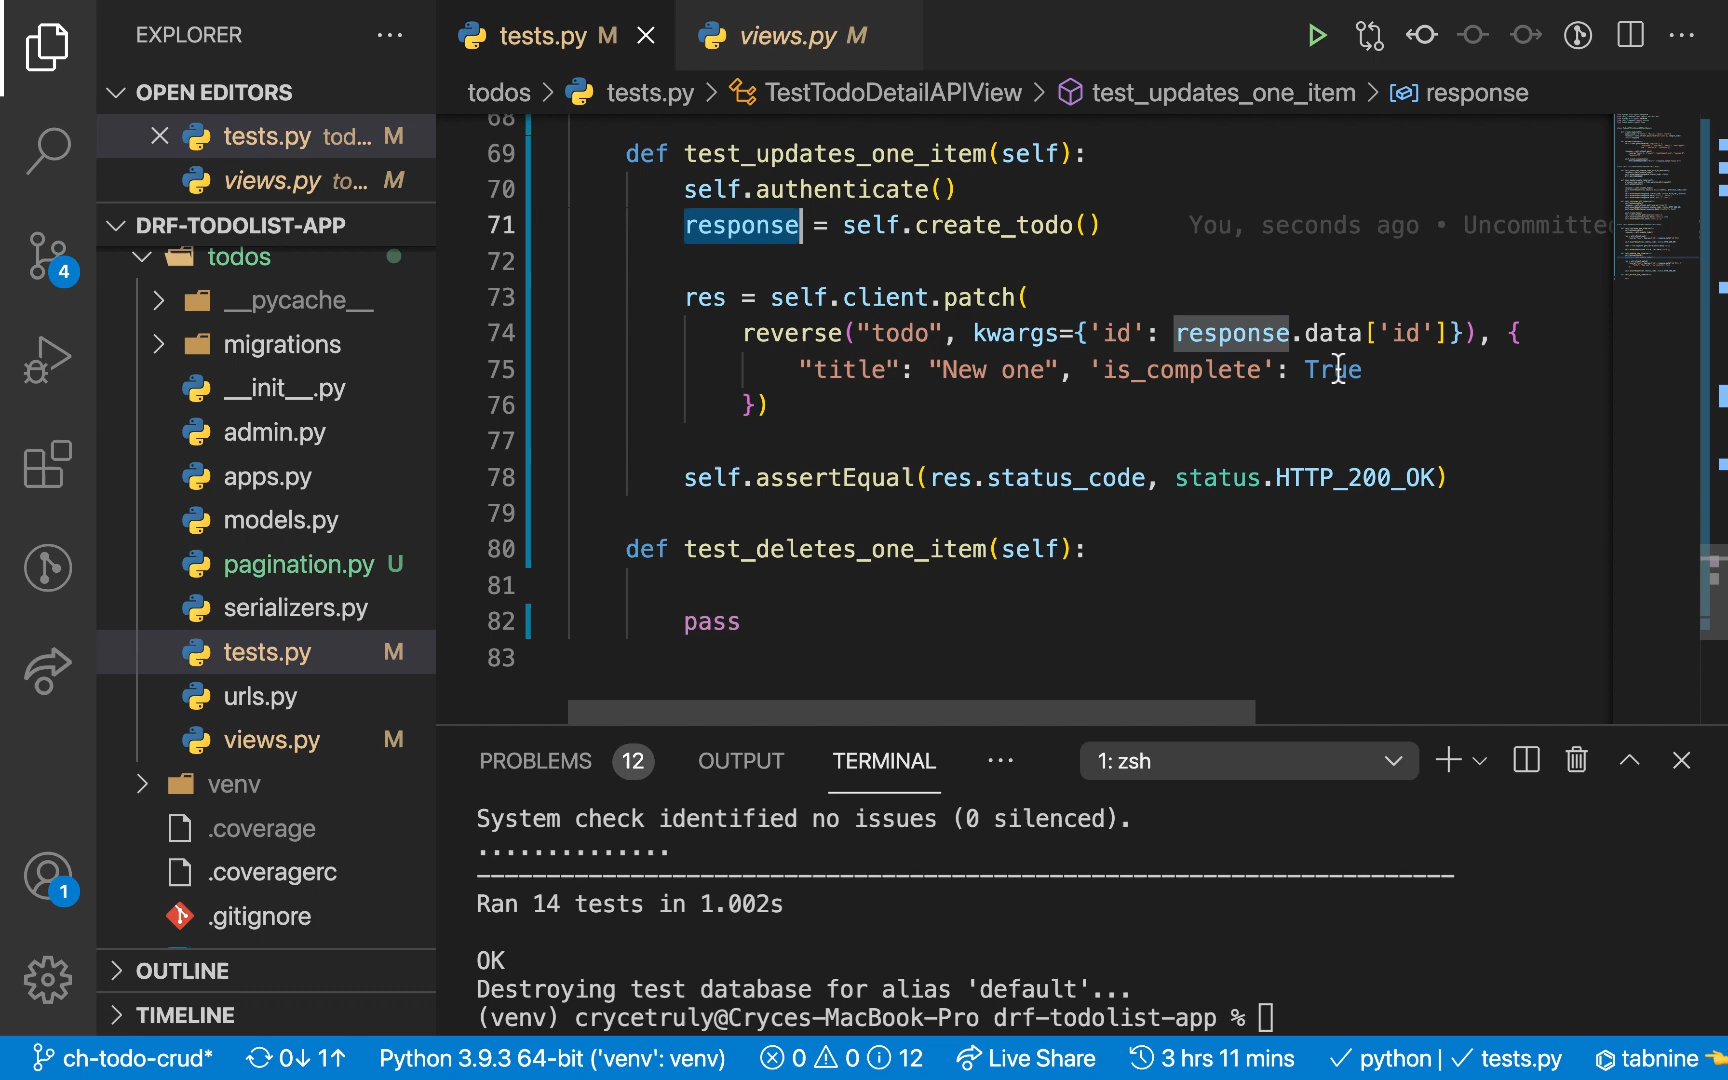 EXPLORER
OPEN EDITORS
tests.py tod... M
views.py to... M
DRF-TODOLIST-APP
todos
__pycache__
migrations
__init__.py
admin.py
apps.py
models.py
pagination.py U
serializers.py
tests.py M
urls.py
views.py M
venv
.coverage
.coveragerc
.gitignore
OUTLINE
TIMELINE
4
1
tests.py M
views.py M
todos > tests.py > TestTodoDetailAPIView > test_updates_one_item > response
68
69 def test_updates_one_item(self):
70 self.authenticate()
71 response = self.create_todo() You, seconds ago • Uncommitted
72
73 res = self.client.patch(
74 reverse("todo", kwargs={'id': response.data['id']}), {
75 "title": "New one", 'is_complete': True
76 })
77
78 self.assertEqual(res.status_code, status.HTTP_200_OK)
79
80 def test_deletes_one_item(self):
81
82 pass
83
PROBLEMS 12 OUTPUT TERMINAL ... 1: zsh
System check identified no issues (0 silenced).
..............
----------------------------------------------------------------------
Ran 14 tests in 1.002s
OK
Destroying test database for alias 'default'...
(venv) crycetruly@Cryces-MacBook-Pro drf-todolist-app %
ch-todo-crud* 0↓ 1↑ Python 3.9.3 64-bit ('venv': venv) 0 0 12 Live Share 3 hrs 11 mins ✓ python | ✓ tests.py tabnine